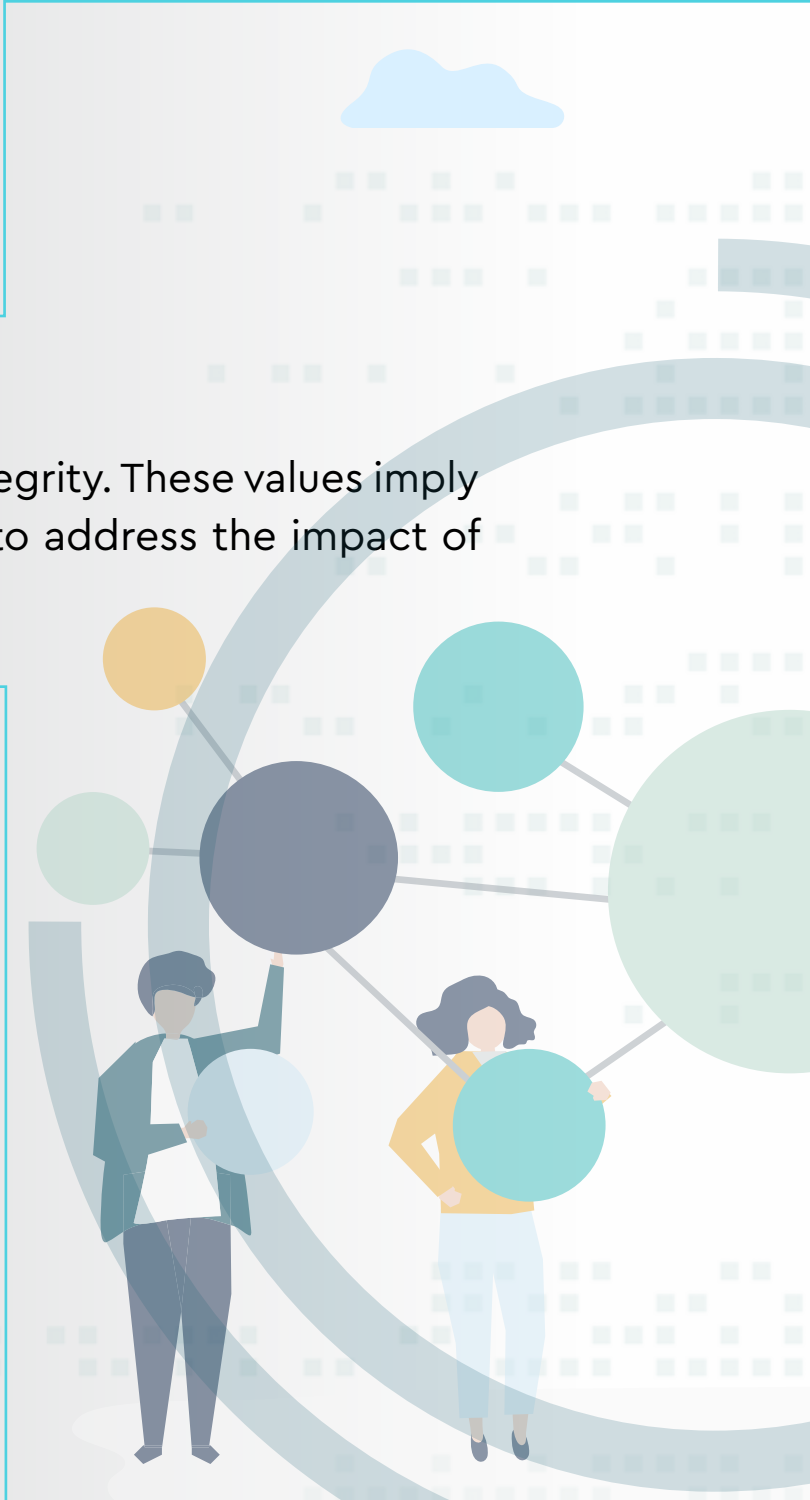 egrity. These values imply
to address the impact of